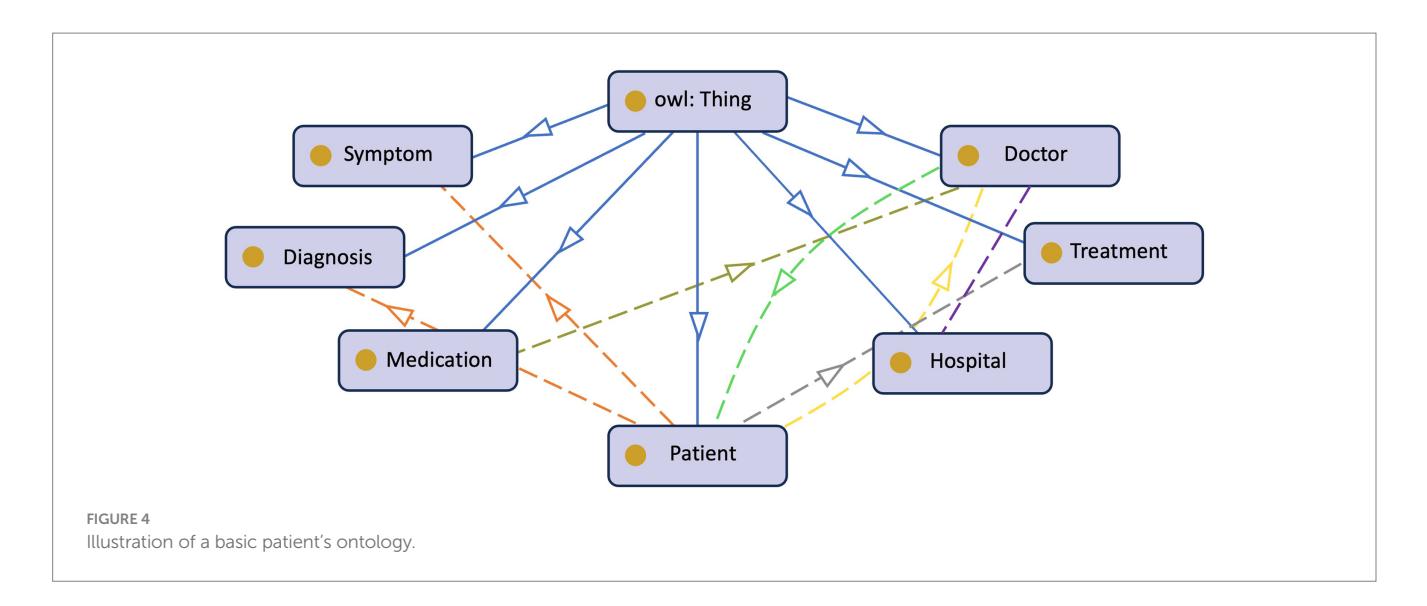 owl: Thing
Symptom
Doctor
Diagnosis
Treatment
Medication
Hospital
Patient
FIGURE 4
Illustration of a basic patient’s ontology.